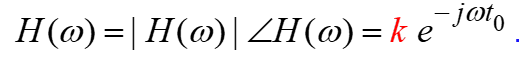 H(ω) = | H(ω) | ∠H(ω) = k e^{−jωt₀} .